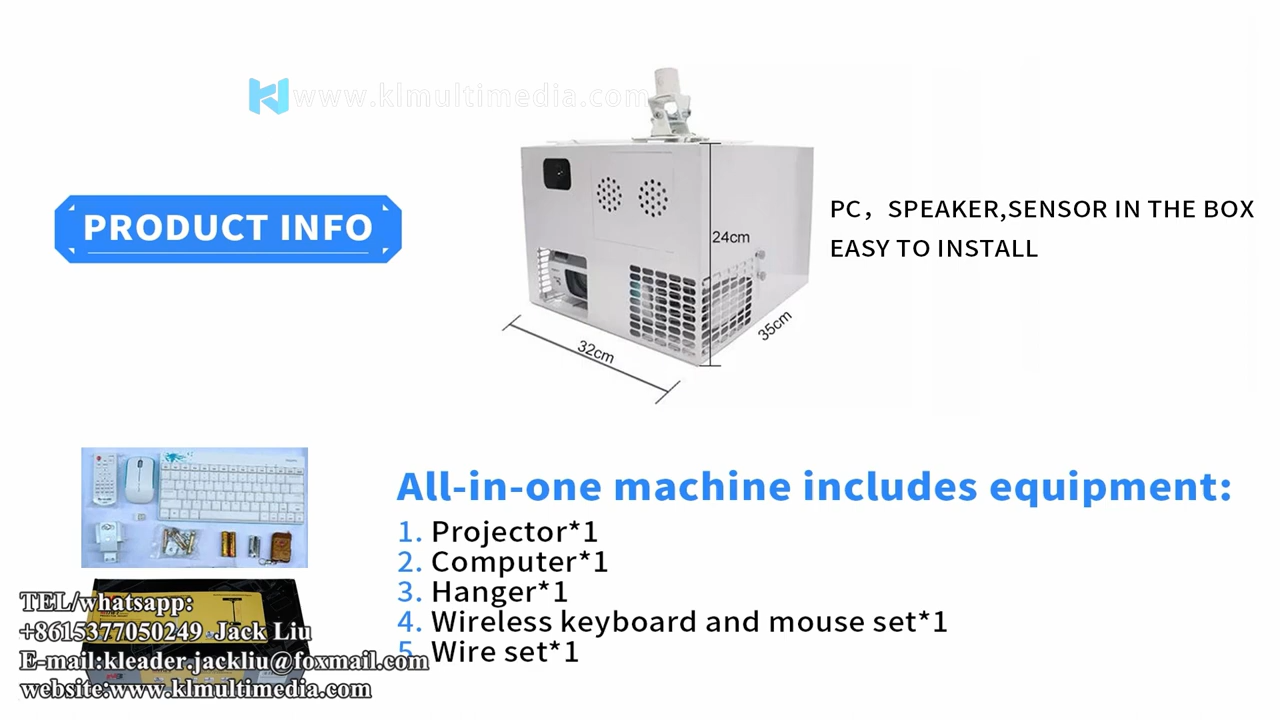 www.klmultimedia.com
PRODUCT INFO
PC，SPEAKER,SENSOR IN THE BOX
EASY TO INSTALL
24cm
35cm
32cm
All-in-one machine includes equipment:
1. Projector*1
2. Computer*1
3. Hanger*1
4. Wireless keyboard and mouse set*1
5. Wire set*1
TEL/whatsapp:
+8615377050249 Jack Liu
E-mail:kleader.jackliu@foxmail.com
website:www.klmultimedia.com